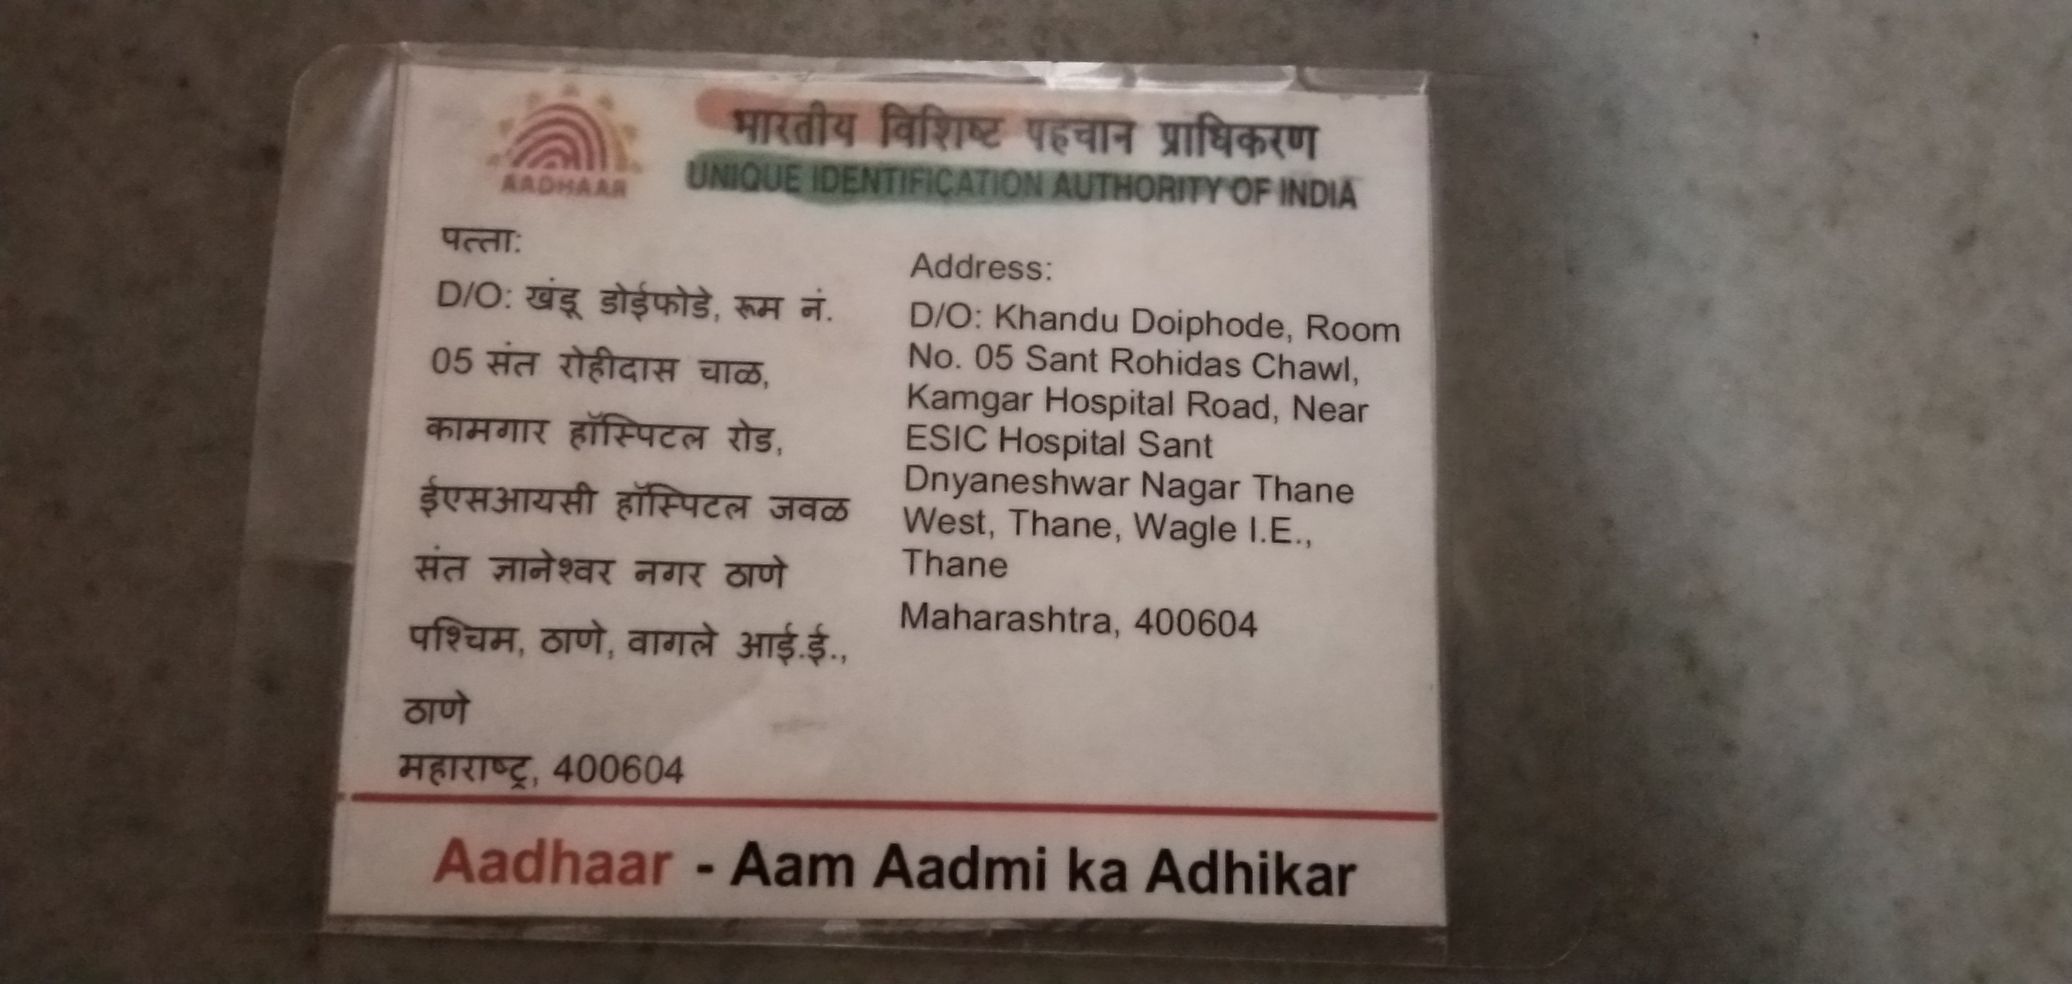 भारतीय विशिष्ट पहचान प्राधिकरण
AADHAAR
UNIQUE IDENTIFICATION AUTHORITY OF INDIA
पत्ता:
D/O: खंडू डोईफोडे, रूम नं.
05 संत रोहीदास चाळ,
कामगार हॉस्पिटल रोड,
ईएसआयसी हॉस्पिटल जवळ
संत ज्ञानेश्वर नगर ठाणे
पश्चिम, ठाणे, वागले आई.ई.,
ठाणे
महाराष्ट्र, 400604
Address:
D/O: Khandu Doiphode, Room
No. 05 Sant Rohidas Chawl,
Kamgar Hospital Road, Near
ESIC Hospital Sant
Dnyaneshwar Nagar Thane
West, Thane, Wagle I.E.,
Thane
Maharashtra, 400604
Aadhaar - Aam Aadmi ka Adhikar